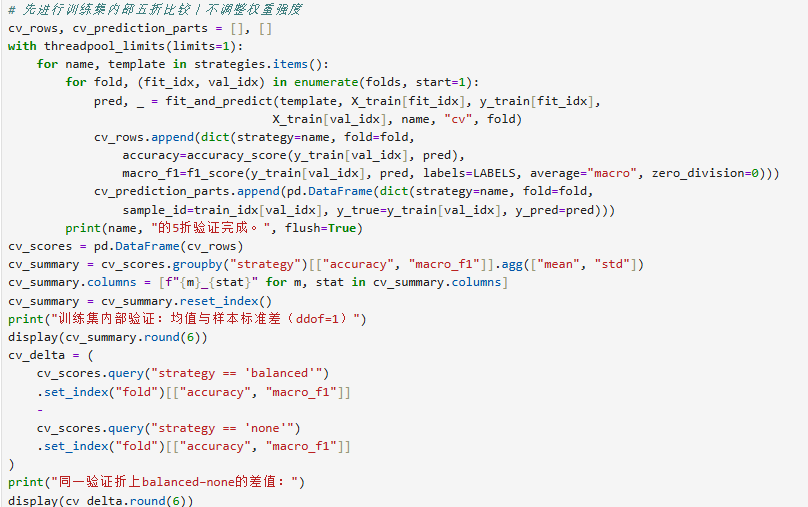 # 先进行训练集内部五折比较｜不调整权重强度
cv_rows, cv_prediction_parts = [], []
with threadpool_limits(limits=1):
    for name, template in strategies.items():
        for fold, (fit_idx, val_idx) in enumerate(folds, start=1):
            pred, _ = fit_and_predict(template, X_train[fit_idx], y_train[fit_idx],
                                      X_train[val_idx], name, "cv", fold)
            cv_rows.append(dict(strategy=name, fold=fold,
                accuracy=accuracy_score(y_train[val_idx], pred),
                macro_f1=f1_score(y_train[val_idx], pred, labels=LABELS, average="macro", zero_division=0)))
            cv_prediction_parts.append(pd.DataFrame(dict(strategy=name, fold=fold,
                sample_id=train_idx[val_idx], y_true=y_train[val_idx], y_pred=pred)))
        print(name, "的5折验证完成。", flush=True)
cv_scores = pd.DataFrame(cv_rows)
cv_summary = cv_scores.groupby("strategy")[["accuracy", "macro_f1"]].agg(["mean", "std"])
cv_summary.columns = [f"{m}_{stat}" for m, stat in cv_summary.columns]
cv_summary = cv_summary.reset_index()
print("训练集内部验证：均值与样本标准差（ddof=1）")
display(cv_summary.round(6))
cv_delta = (
    cv_scores.query("strategy == 'balanced'")
    .set_index("fold")[["accuracy", "macro_f1"]]
    -
    cv_scores.query("strategy == 'none'")
    .set_index("fold")[["accuracy", "macro_f1"]]
)
print("同一验证折上balanced-none的差值：")
display(cv_delta.round(6))